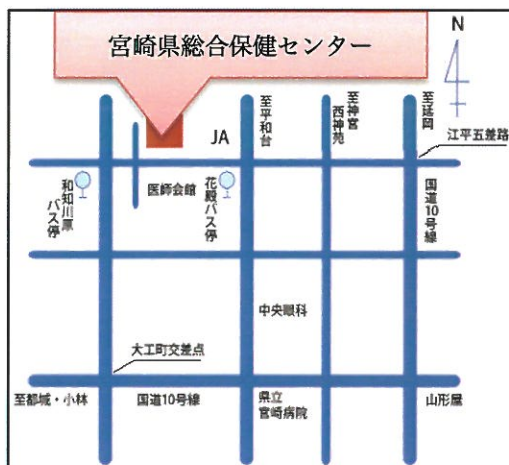 宮崎県総合保健センター
N
至平和台
至神宮
西神苑
至延岡
JA
江平五差路
和知川原
バス停
医師会館
花殿バス停
国道10号線
中央眼科
大工町交差点
至都城・小林
国道10号線
県立
宮崎病院
山形屋